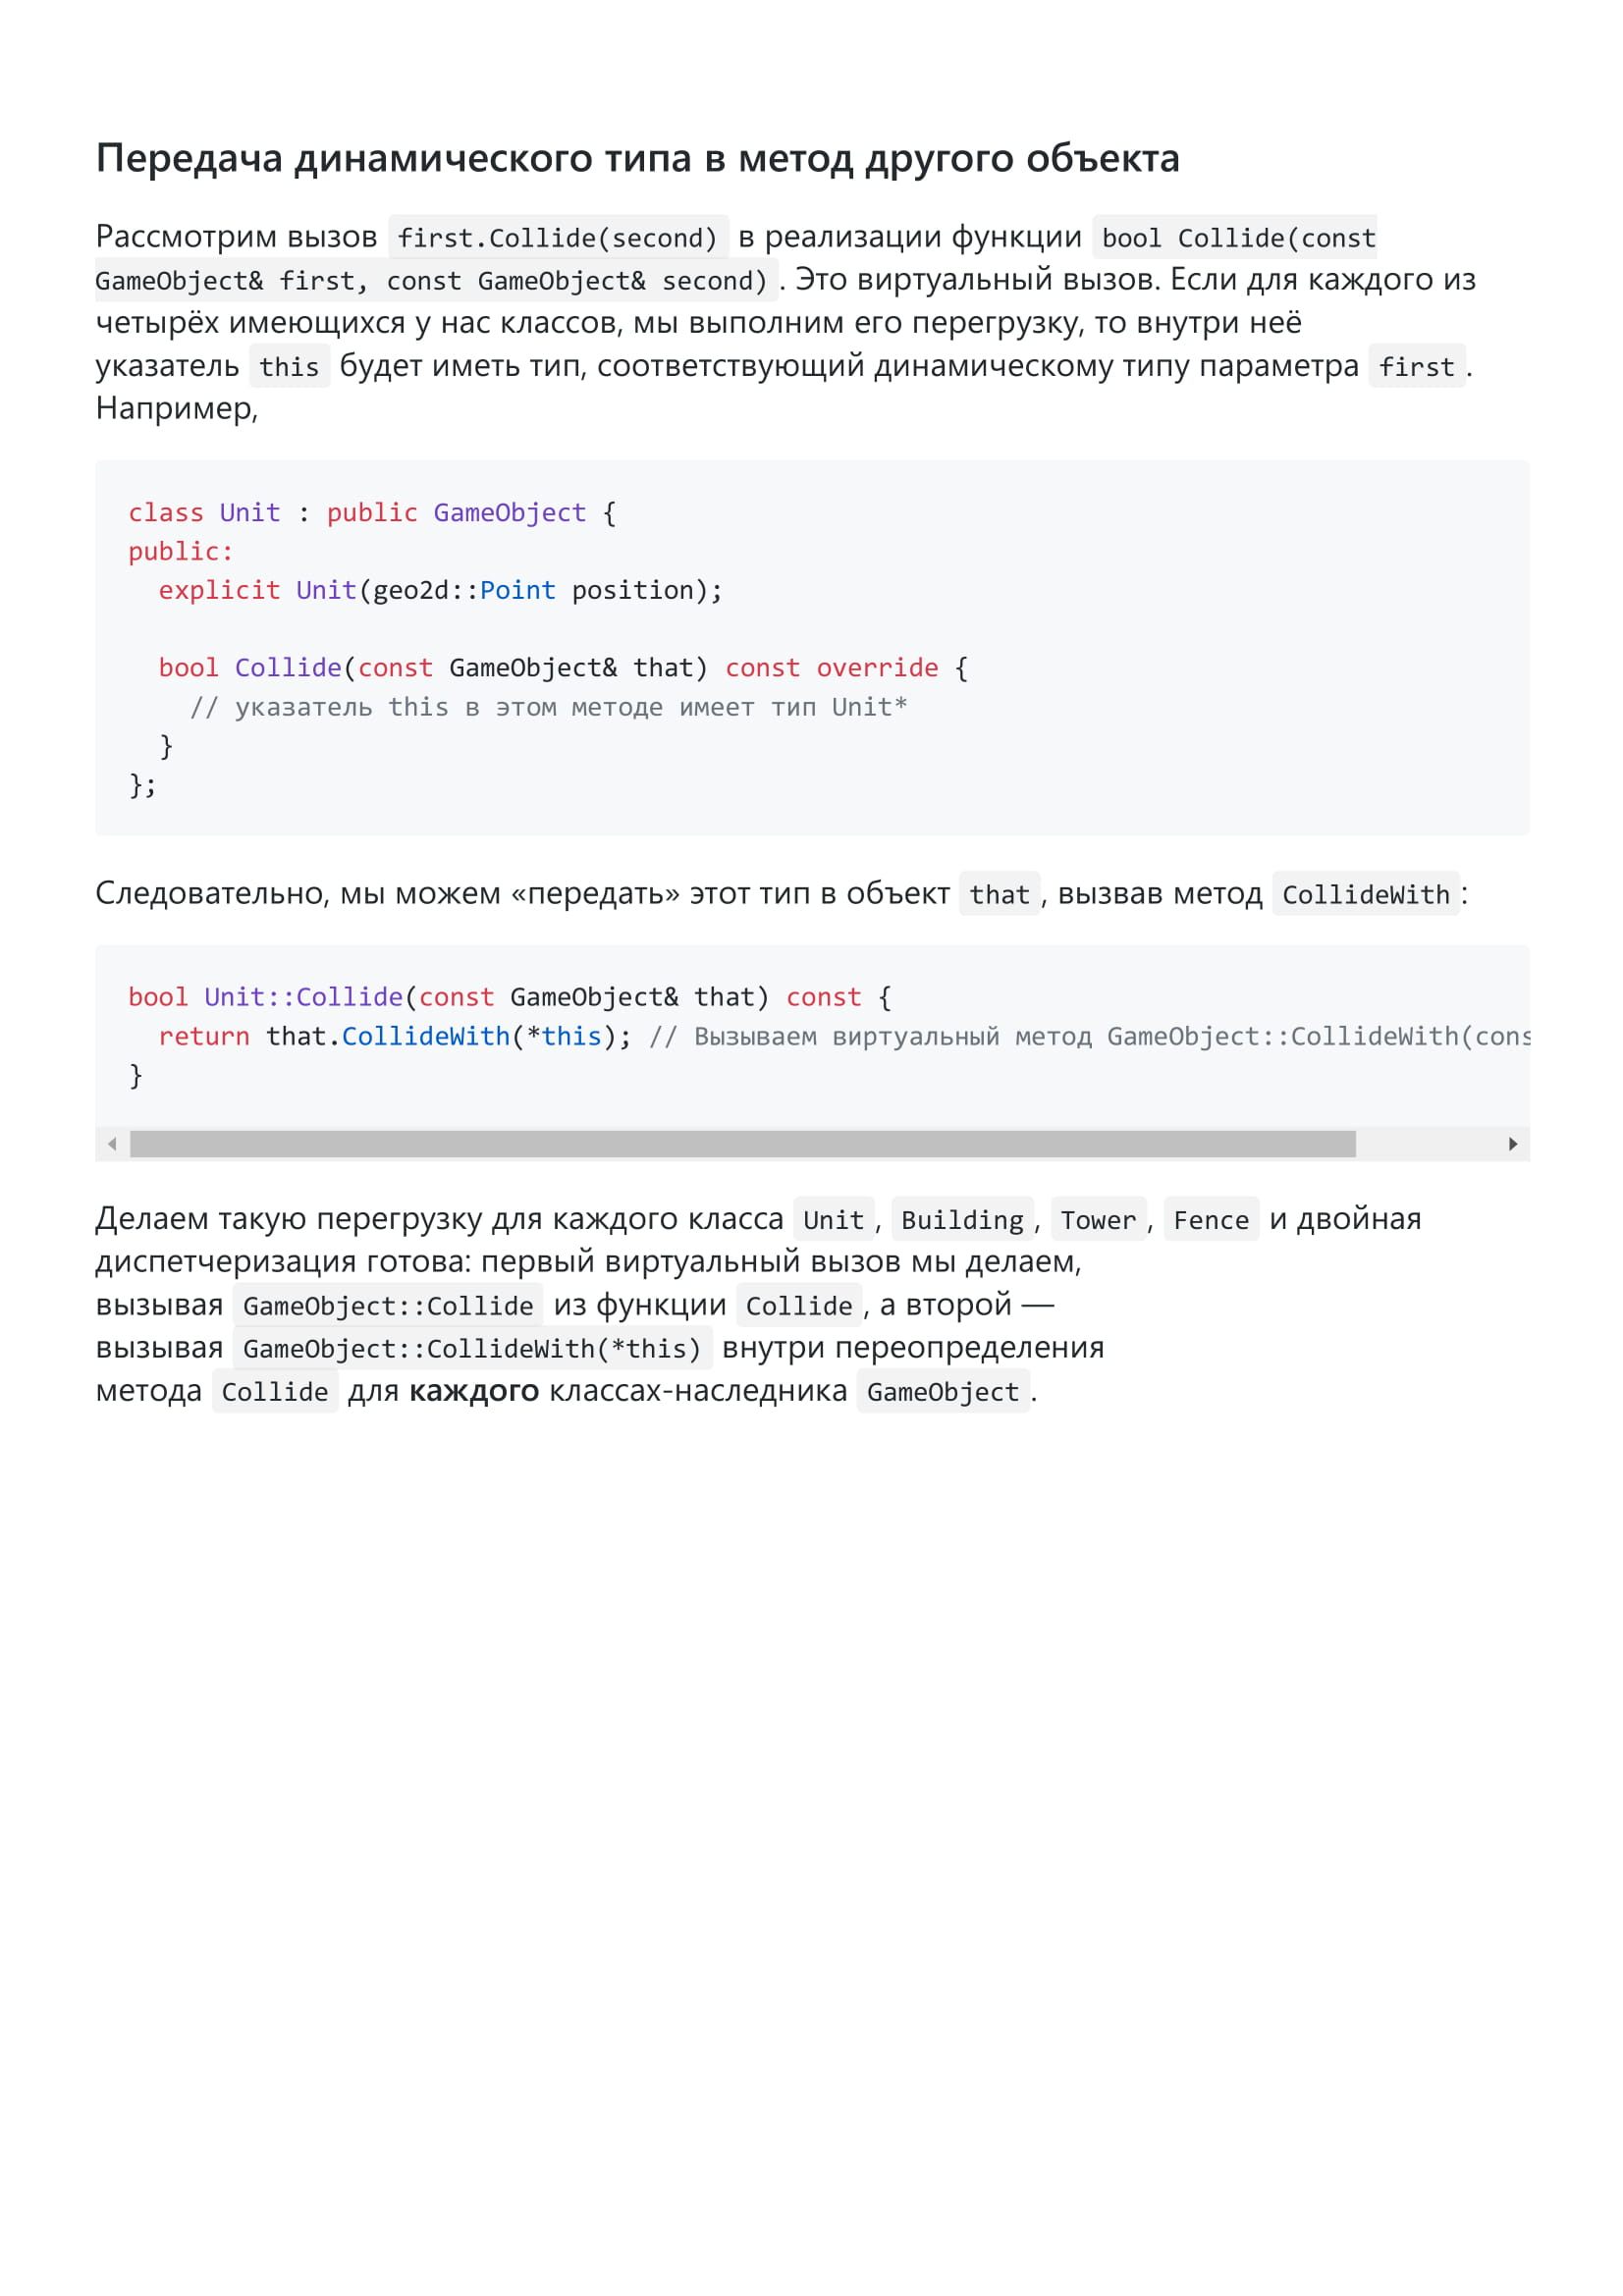 Передача динамического типа в метод другого объекта
Рассмотрим вызов first.Collide(second) в реализации функции bool Collide(const
GameObject& first, const GameObject& second). Это виртуальный вызов. Если для каждого из
четырёх имеющихся у нас классов, мы выполним его перегрузку, то внутри неё
указатель this будет иметь тип, соответствующий динамическому типу параметра first.
Например,
class Unit : public GameObject {
public:
  explicit Unit(geo2d::Point position);
  bool Collide(const GameObject& that) const override {
    // указатель this в этом методе имеет тип Unit*
  }
};
Следовательно, мы можем «передать» этот тип в объект that, вызвав метод CollideWith:
bool Unit::Collide(const GameObject& that) const {
  return that.CollideWith(*this); // Вызываем виртуальный метод GameObject::CollideWith(cons
}
Делаем такую перегрузку для каждого класса Unit, Building, Tower, Fence и двойная
диспетчеризация готова: первый виртуальный вызов мы делаем,
вызывая GameObject::Collide из функции Collide, а второй —
вызывая GameObject::CollideWith(*this) внутри переопределения
метода Collide для каждого классах-наследника GameObject.